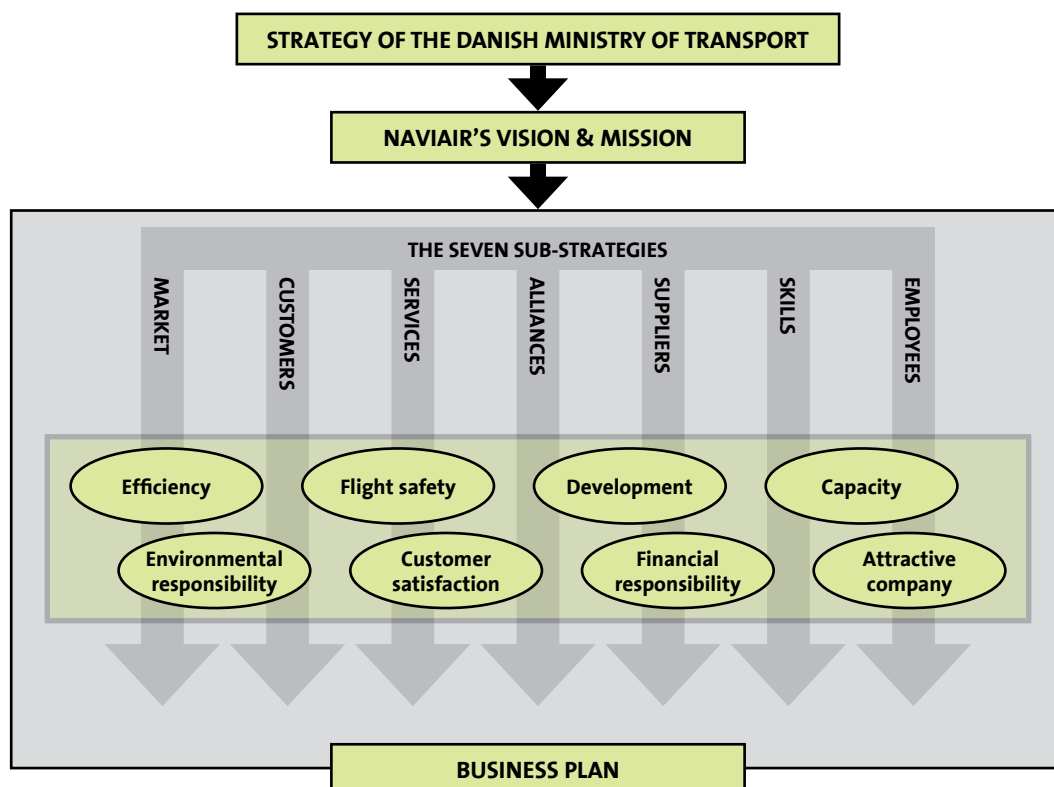 STRATEGY OF THE DANISH MINISTRY OF TRANSPORT
NAVIAIR'S VISION & MISSION
THE SEVEN SUB-STRATEGIES
MARKET
CUSTOMERS
SERVICES
ALLIANCES
SUPPLIERS
SKILLS
EMPLOYEES
Efficiency
Flight safety
Development
Capacity
Environmental
responsibility
Customer
satisfaction
Financial
responsibility
Attractive
company
BUSINESS PLAN